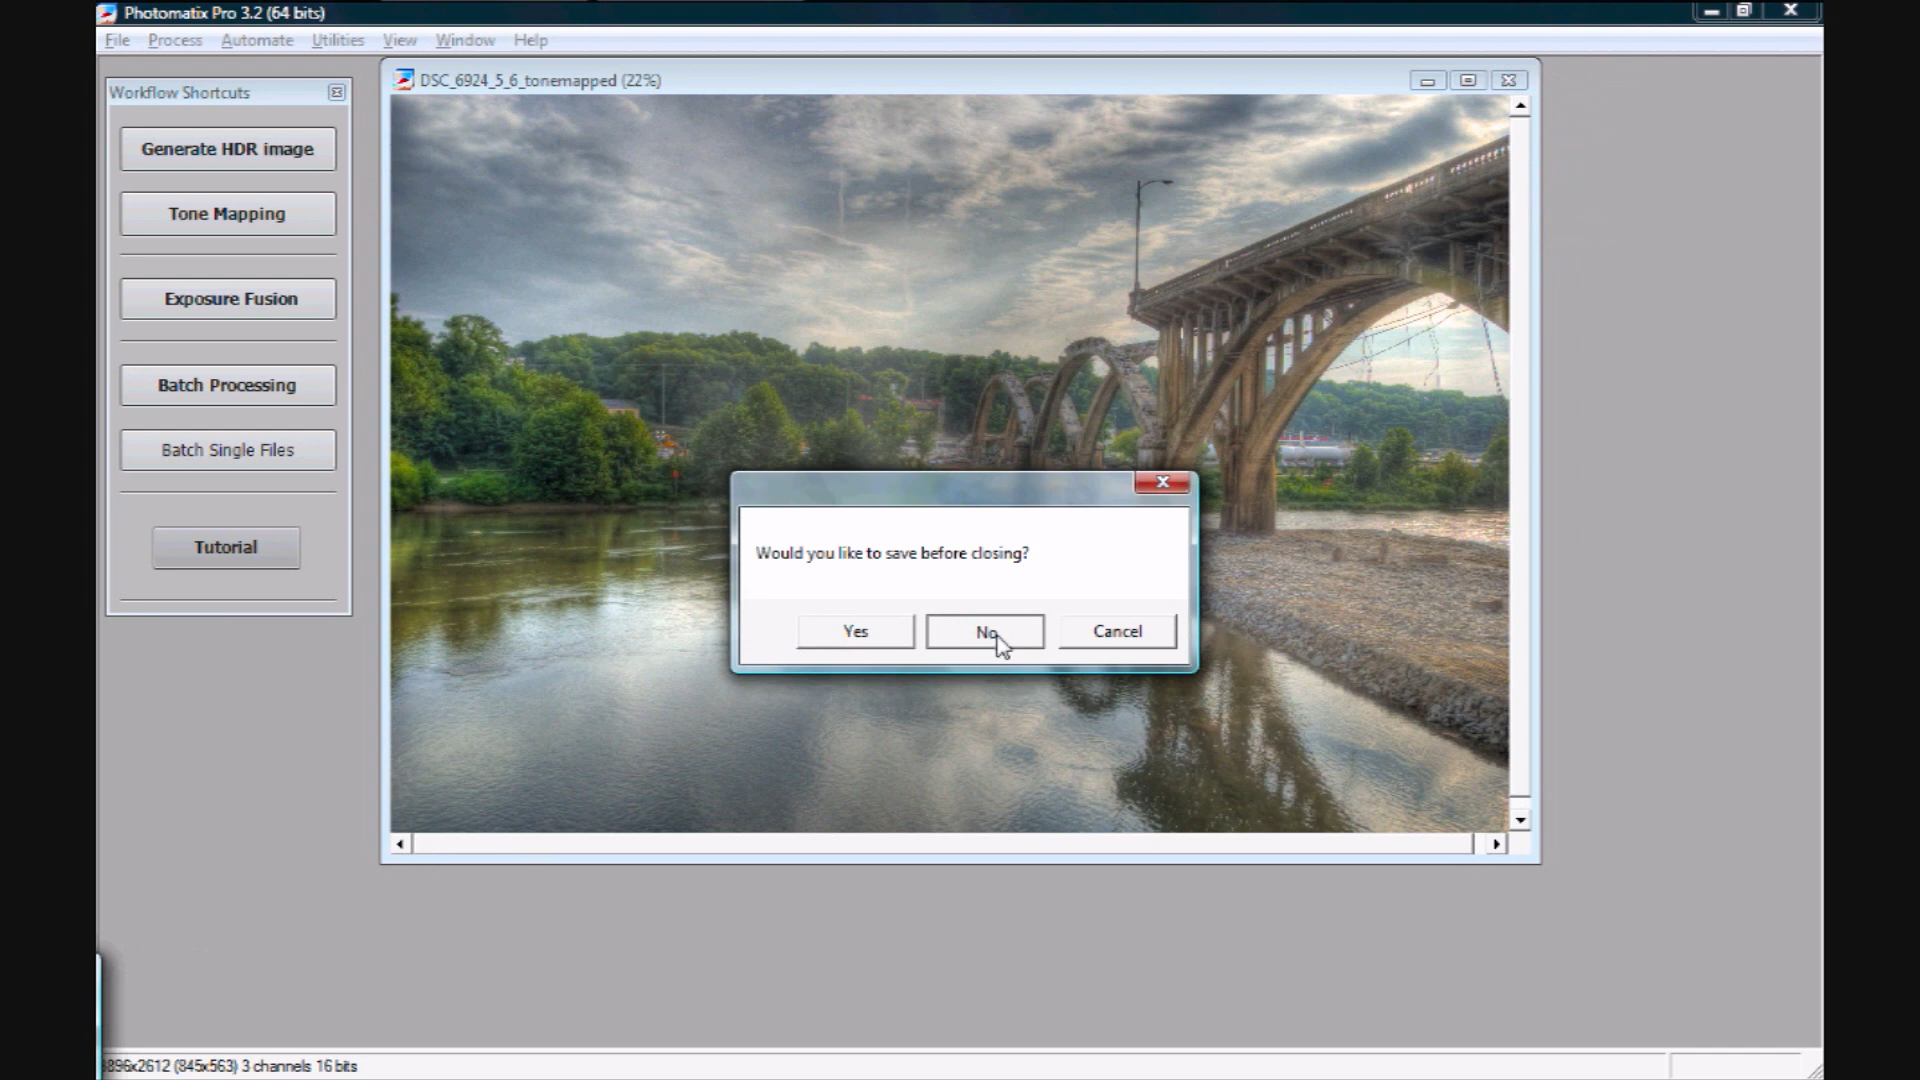 Photomatix Pro 3.2 (64 bits)
File Process Automate Utilities View Window Help
Workflow Shortcuts
Generate HDR image
Tone Mapping
Exposure Fusion
Batch Processing
Batch Single Files
Tutorial
DSC_6924_5_6_tonemapped (22%)
Would you like to save before closing?
Yes No Cancel
896x2612 (845x563) 3 channels 16 bits